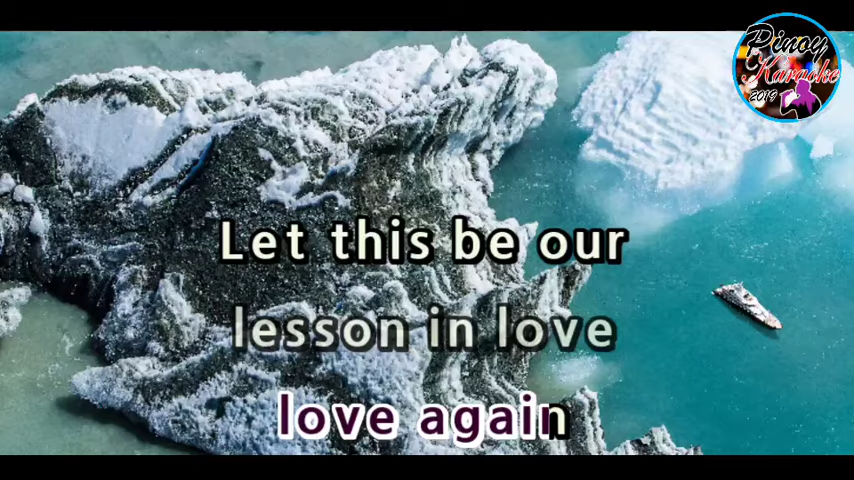 Pinoy
Karaoke
2019
Let this be our
lesson in love
love again